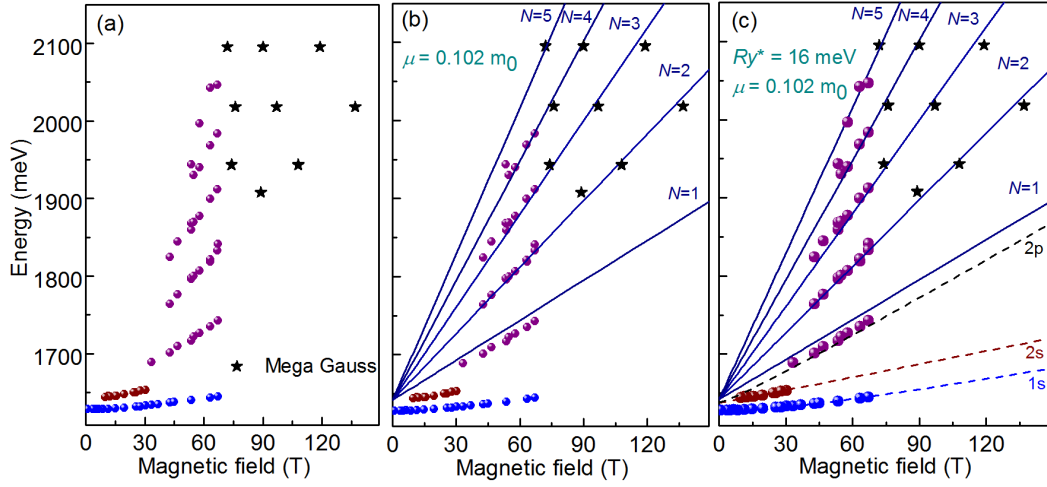 (a)
2100
2000
1900
1800
1700
Energy (meV)
Mega Gauss
0 30 60 90 120 150
Magnetic field (T)
(b)
N=5 N=4 N=3
μ = 0.102 m0
N=2
N=1
0 30 60 90 120
Magnetic field (T)
(c)
N=5 N=4 N=3
Ry* = 16 meV
μ = 0.102 m0
N=2
N=1
2p
2s
1s
0 30 60 90 120 150
Magnetic field (T)